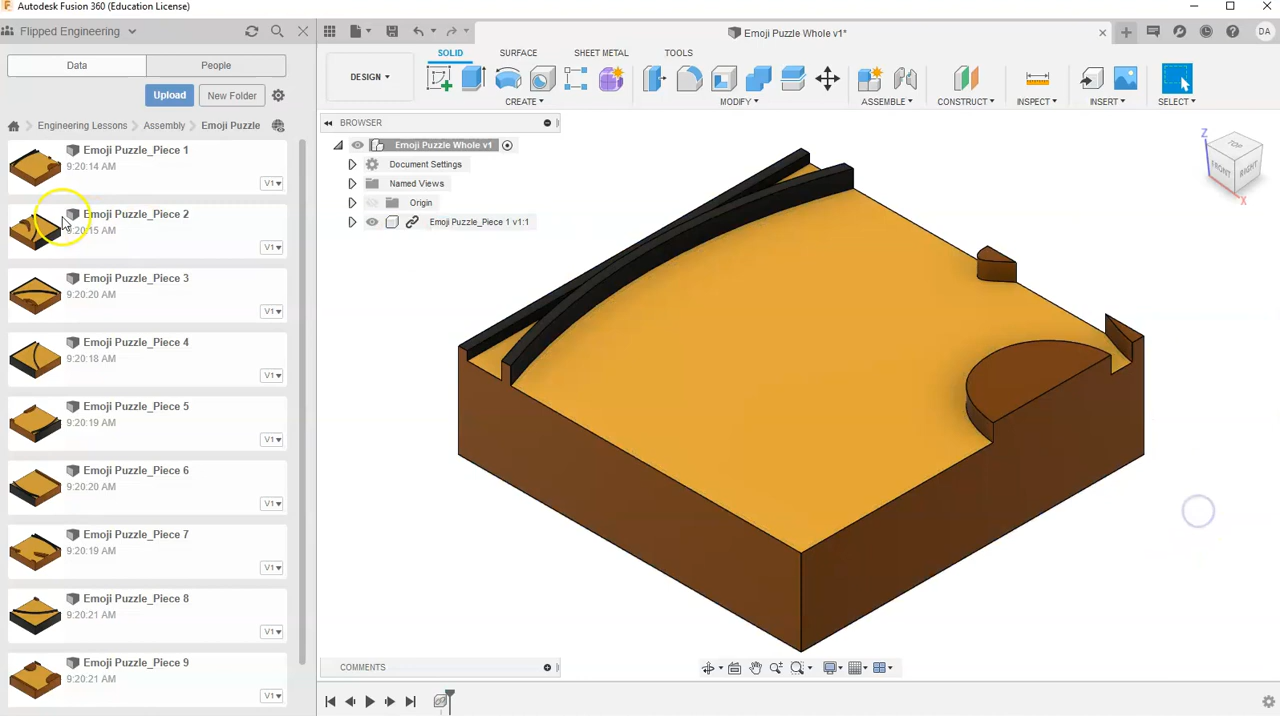 Autodesk Fusion 360 (Education License)
Flipped Engineering
Data People
Upload New Folder
Engineering Lessons Assembly Emoji Puzzle
Emoji Puzzle_Piece 1
9:20:14 AM
V1
Emoji Puzzle_Piece 2
9:20:15 AM
V1
Emoji Puzzle_Piece 3
9:20:20 AM
V1
Emoji Puzzle_Piece 4
9:20:18 AM
V1
Emoji Puzzle_Piece 5
9:20:19 AM
V1
Emoji Puzzle_Piece 6
9:20:20 AM
V1
Emoji Puzzle_Piece 7
9:20:19 AM
V1
Emoji Puzzle_Piece 8
9:20:21 AM
V1
Emoji Puzzle_Piece 9
9:20:21 AM
V1
Emoji Puzzle Whole v1*
DA
DESIGN
SOLID SURFACE SHEET METAL TOOLS
CREATE MODIFY ASSEMBLE CONSTRUCT INSPECT INSERT SELECT
BROWSER
Emoji Puzzle Whole v1
Document Settings
Named Views
Origin
Emoji Puzzle_Piece 1 v1:1
Z
TOP
FRONT RIGHT
X
COMMENTS